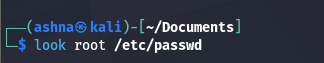 ┌──(ashna㉿kali)-[~/Documents]
└─$ look root /etc/passwd